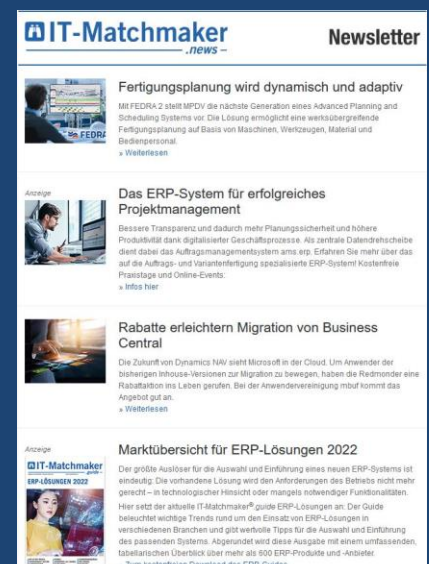 IT-Matchmaker
.news
Newsletter
Fertigungsplanung wird dynamisch und adaptiv
Mit FEDRA 2 stellt MPDV die nächste Generation eines Advanced Planning and
Scheduling Systems vor. Die Lösung ermöglicht eine werksübergreifende
Fertigungsplanung auf Basis von Maschinen, Werkzeugen, Material und
Bedienpersonal.
» Weiterlesen
FEDRA
Anzeige
Das ERP-System für erfolgreiches
Projektmanagement
Bessere Transparenz und dadurch mehr Planungssicherheit und höhere
Produktivität dank digitalisierter Geschäftsprozesse. Als zentrale Datendrehscheibe
dient dabei das Auftragsmanagementsystem ams.erp. Erfahren Sie mehr über das
auf die Auftrags- und Variantenfertigung spezialisierte ERP-System! Kostenfreie
Praxistage und Online-Events:
» Infos hier
Rabatte erleichtern Migration von Business
Central
Die Zukunft von Dynamics NAV sieht Microsoft in der Cloud. Um Anwender der
bisherigen Inhouse-Versionen zur Migration zu bewegen, haben die Redmonder eine
Rabattaktion ins Leben gerufen. Bei der Anwendervereinigung mbuf kommt das
Angebot gut an.
» Weiterlesen
Anzeige
Marktübersicht für ERP-Lösungen 2022
Der größte Auslöser für die Auswahl und Einführung eines neuen ERP-Systems ist
eindeutig: Die vorhandene Lösung wird den Anforderungen des Betriebs nicht mehr
gerecht – in technologischer Hinsicht oder mangels notwendiger Funktionalitäten.
Hier setzt der aktuelle IT-Matchmaker®.guide ERP-Lösungen an: Der Guide
beleuchtet wichtige Trends rund um den Einsatz von ERP-Lösungen in
verschiedenen Branchen und gibt wertvolle Tipps für die Auswahl und Einführung
des passenden Systems. Abgerundet wird diese Ausgabe mit einem umfassenden,
tabellarischen Überblick über mehr als 600 ERP-Produkte und -Anbieter.
» Zum kostenfreien Download des ERP-Guides
IT-Matchmaker
.guide
ERP-LÖSUNGEN 2022